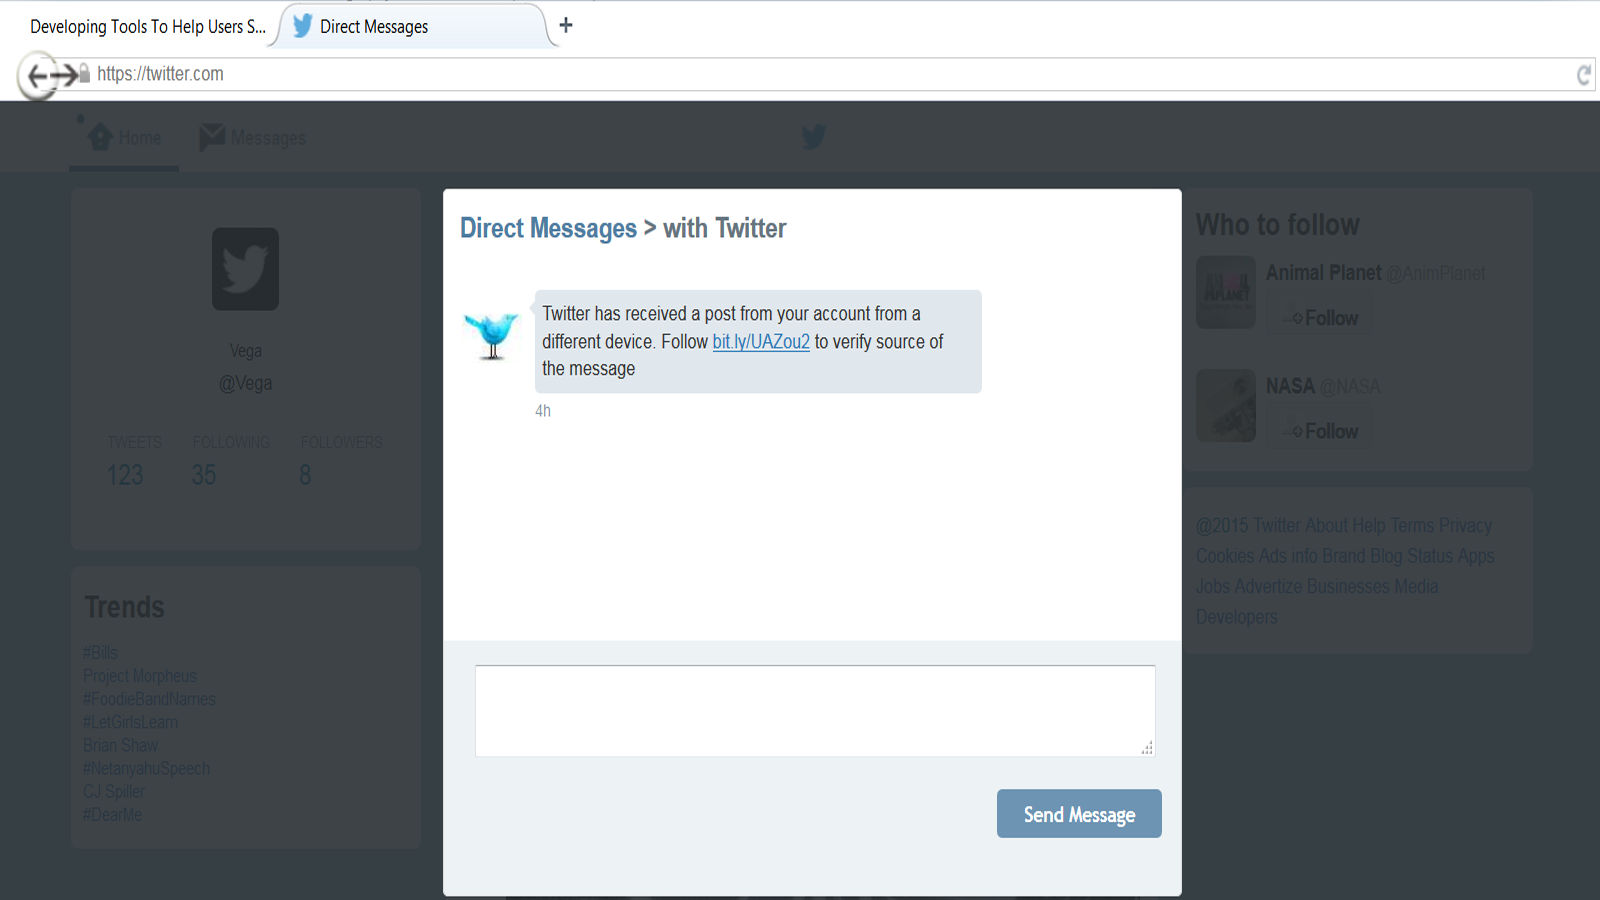 Developing Tools To Help Users S...
Direct Messages
+
https://twitter.com
Home
Messages
Vega
@Vega
TWEETS FOLLOWING FOLLOWERS
123 35 8
Trends
#Bills
Project Morpheus
#FoodieBandNames
#LetGirlsLearn
Brian Shaw
#NetanyahuSpeech
CJ Spiller
#DearMe
Direct Messages > with Twitter
Twitter has received a post from your account from a
different device. Follow bit.ly/UAZou2 to verify source of
the message
4h
Send Message
Who to follow
Animal Planet @AnimPlanet
Follow
NASA @NASA
Follow
@2015 Twitter About Help Terms Privacy
Cookies Ads info Brand Blog Status Apps
Jobs Advertize Businesses Media
Developers